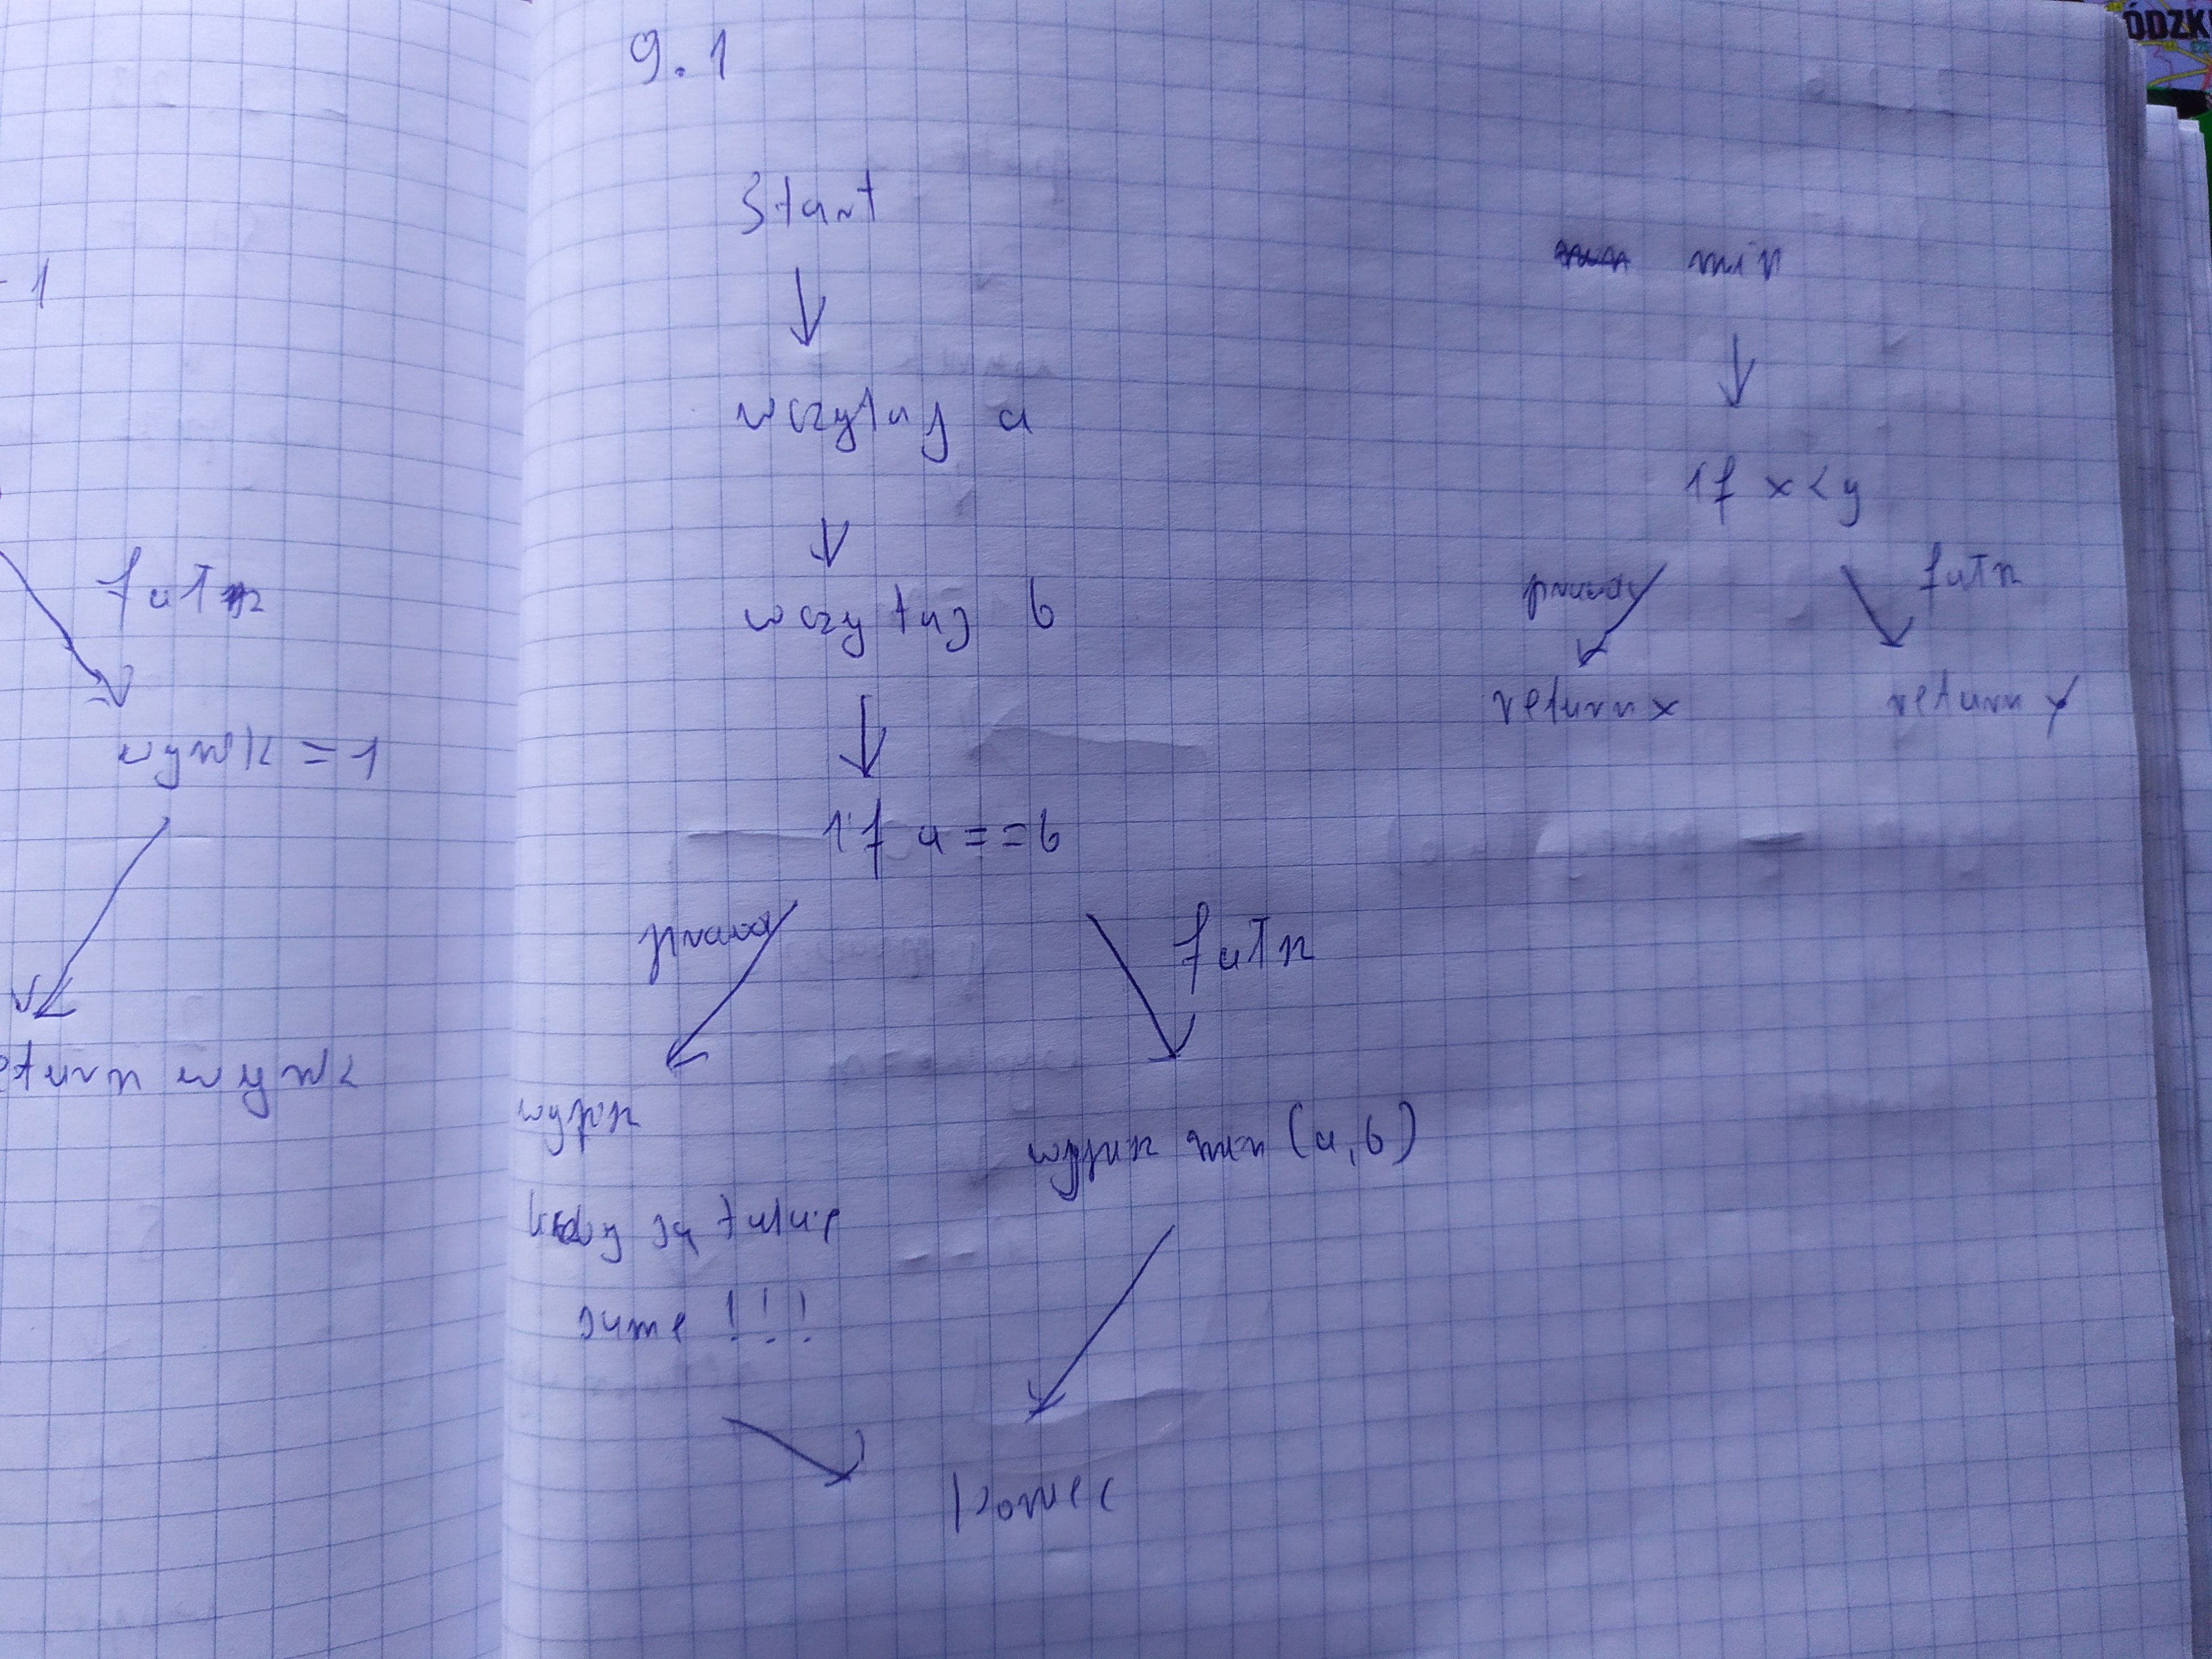 9.1
Start
wczytaj a
wczytaj b
if a==b
prawda
fałsz
wypisz
liczby są takie
same!!!
wypisz min(a,b)
koniec
min
if x<y
prawda
fałsz
return x
return y
- 1
fałsz
wynik = 1
eturn wynik
ÓDZK